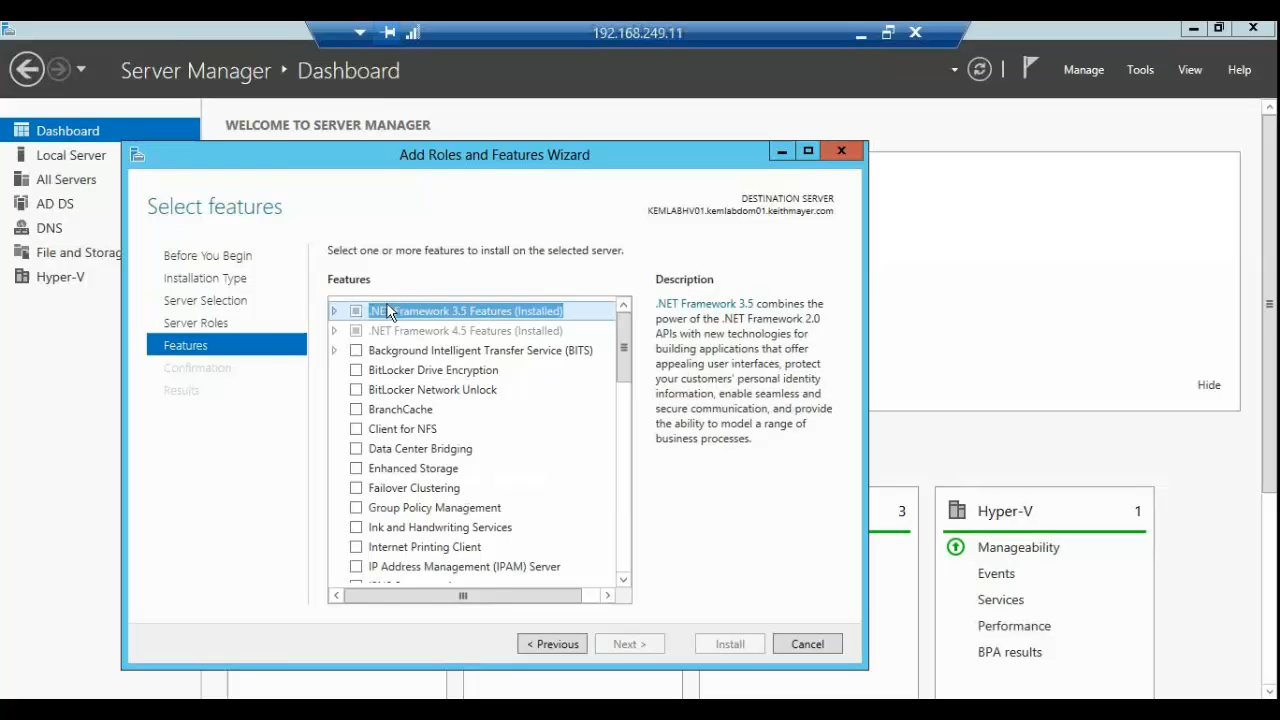 192.168.249.11
Server Manager ‣ Dashboard
Manage
Tools
View
Help
Dashboard
Local Server
All Servers
AD DS
DNS
File and Storag
Hyper-V
WELCOME TO SERVER MANAGER
Add Roles and Features Wizard
Select features
DESTINATION SERVER
KEMLABHV01.kemlabdom01.keithmayer.com
Before You Begin
Installation Type
Server Selection
Server Roles
Features
Confirmation
Results
Select one or more features to install on the selected server.
Features
.NET Framework 3.5 Features (Installed)
.NET Framework 4.5 Features (Installed)
Background Intelligent Transfer Service (BITS)
BitLocker Drive Encryption
BitLocker Network Unlock
BranchCache
Client for NFS
Data Center Bridging
Enhanced Storage
Failover Clustering
Group Policy Management
Ink and Handwriting Services
Internet Printing Client
IP Address Management (IPAM) Server
Description
.NET Framework 3.5 combines the
power of the .NET Framework 2.0
APIs with new technologies for
building applications that offer
appealing user interfaces, protect
your customers' personal identity
information, enable seamless and
secure communication, and provide
the ability to model a range of
business processes.
< Previous
Next >
Install
Cancel
Hide
3
Hyper-V 1
Manageability
Events
Services
Performance
BPA results